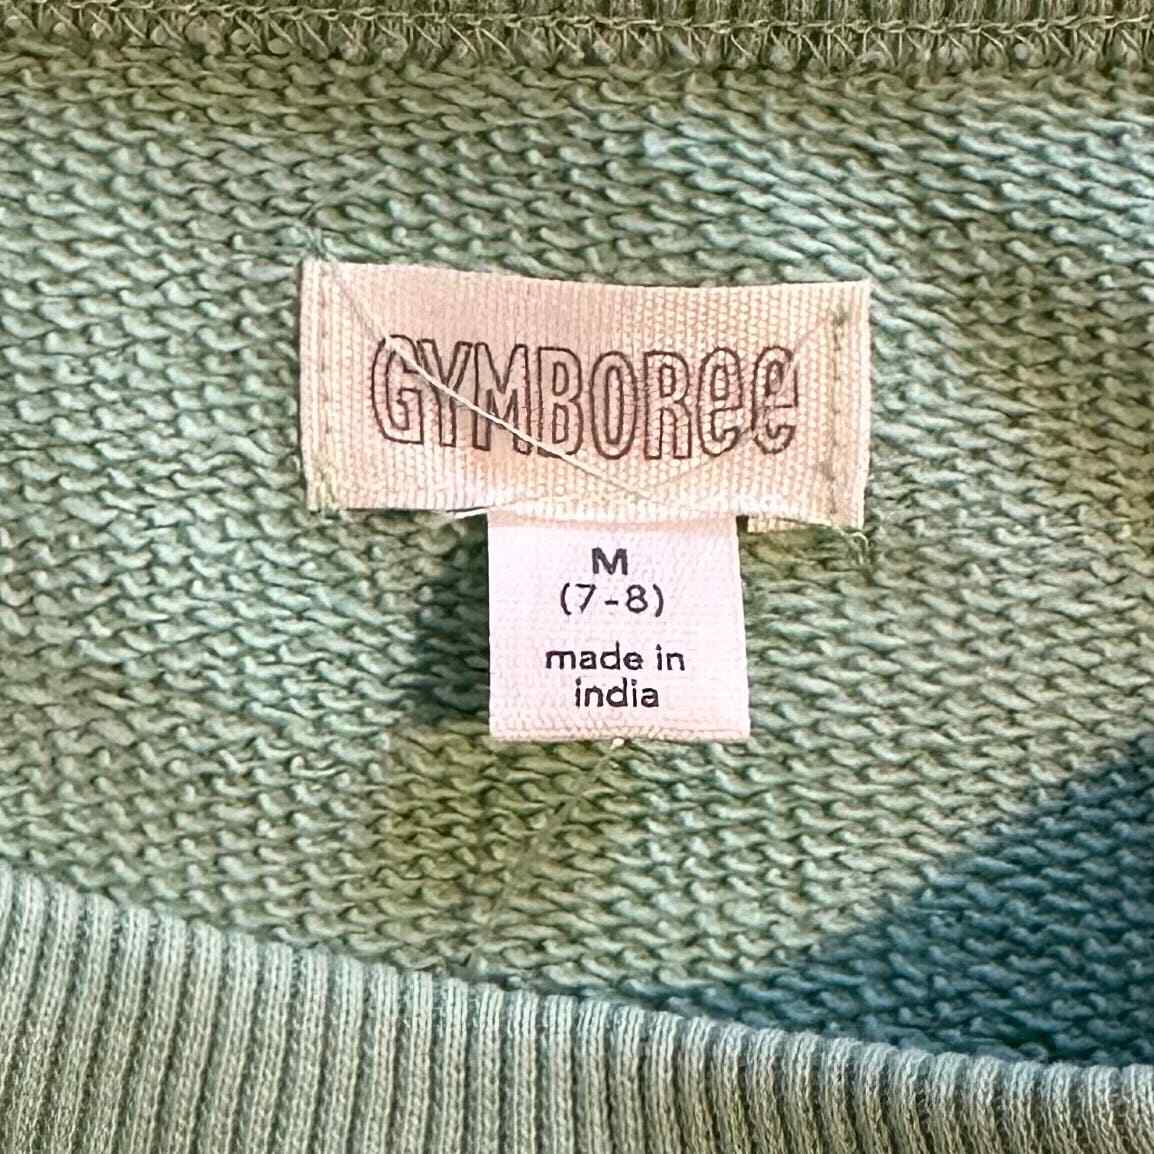 GYMBOREE
M
(7-8)
made in
india